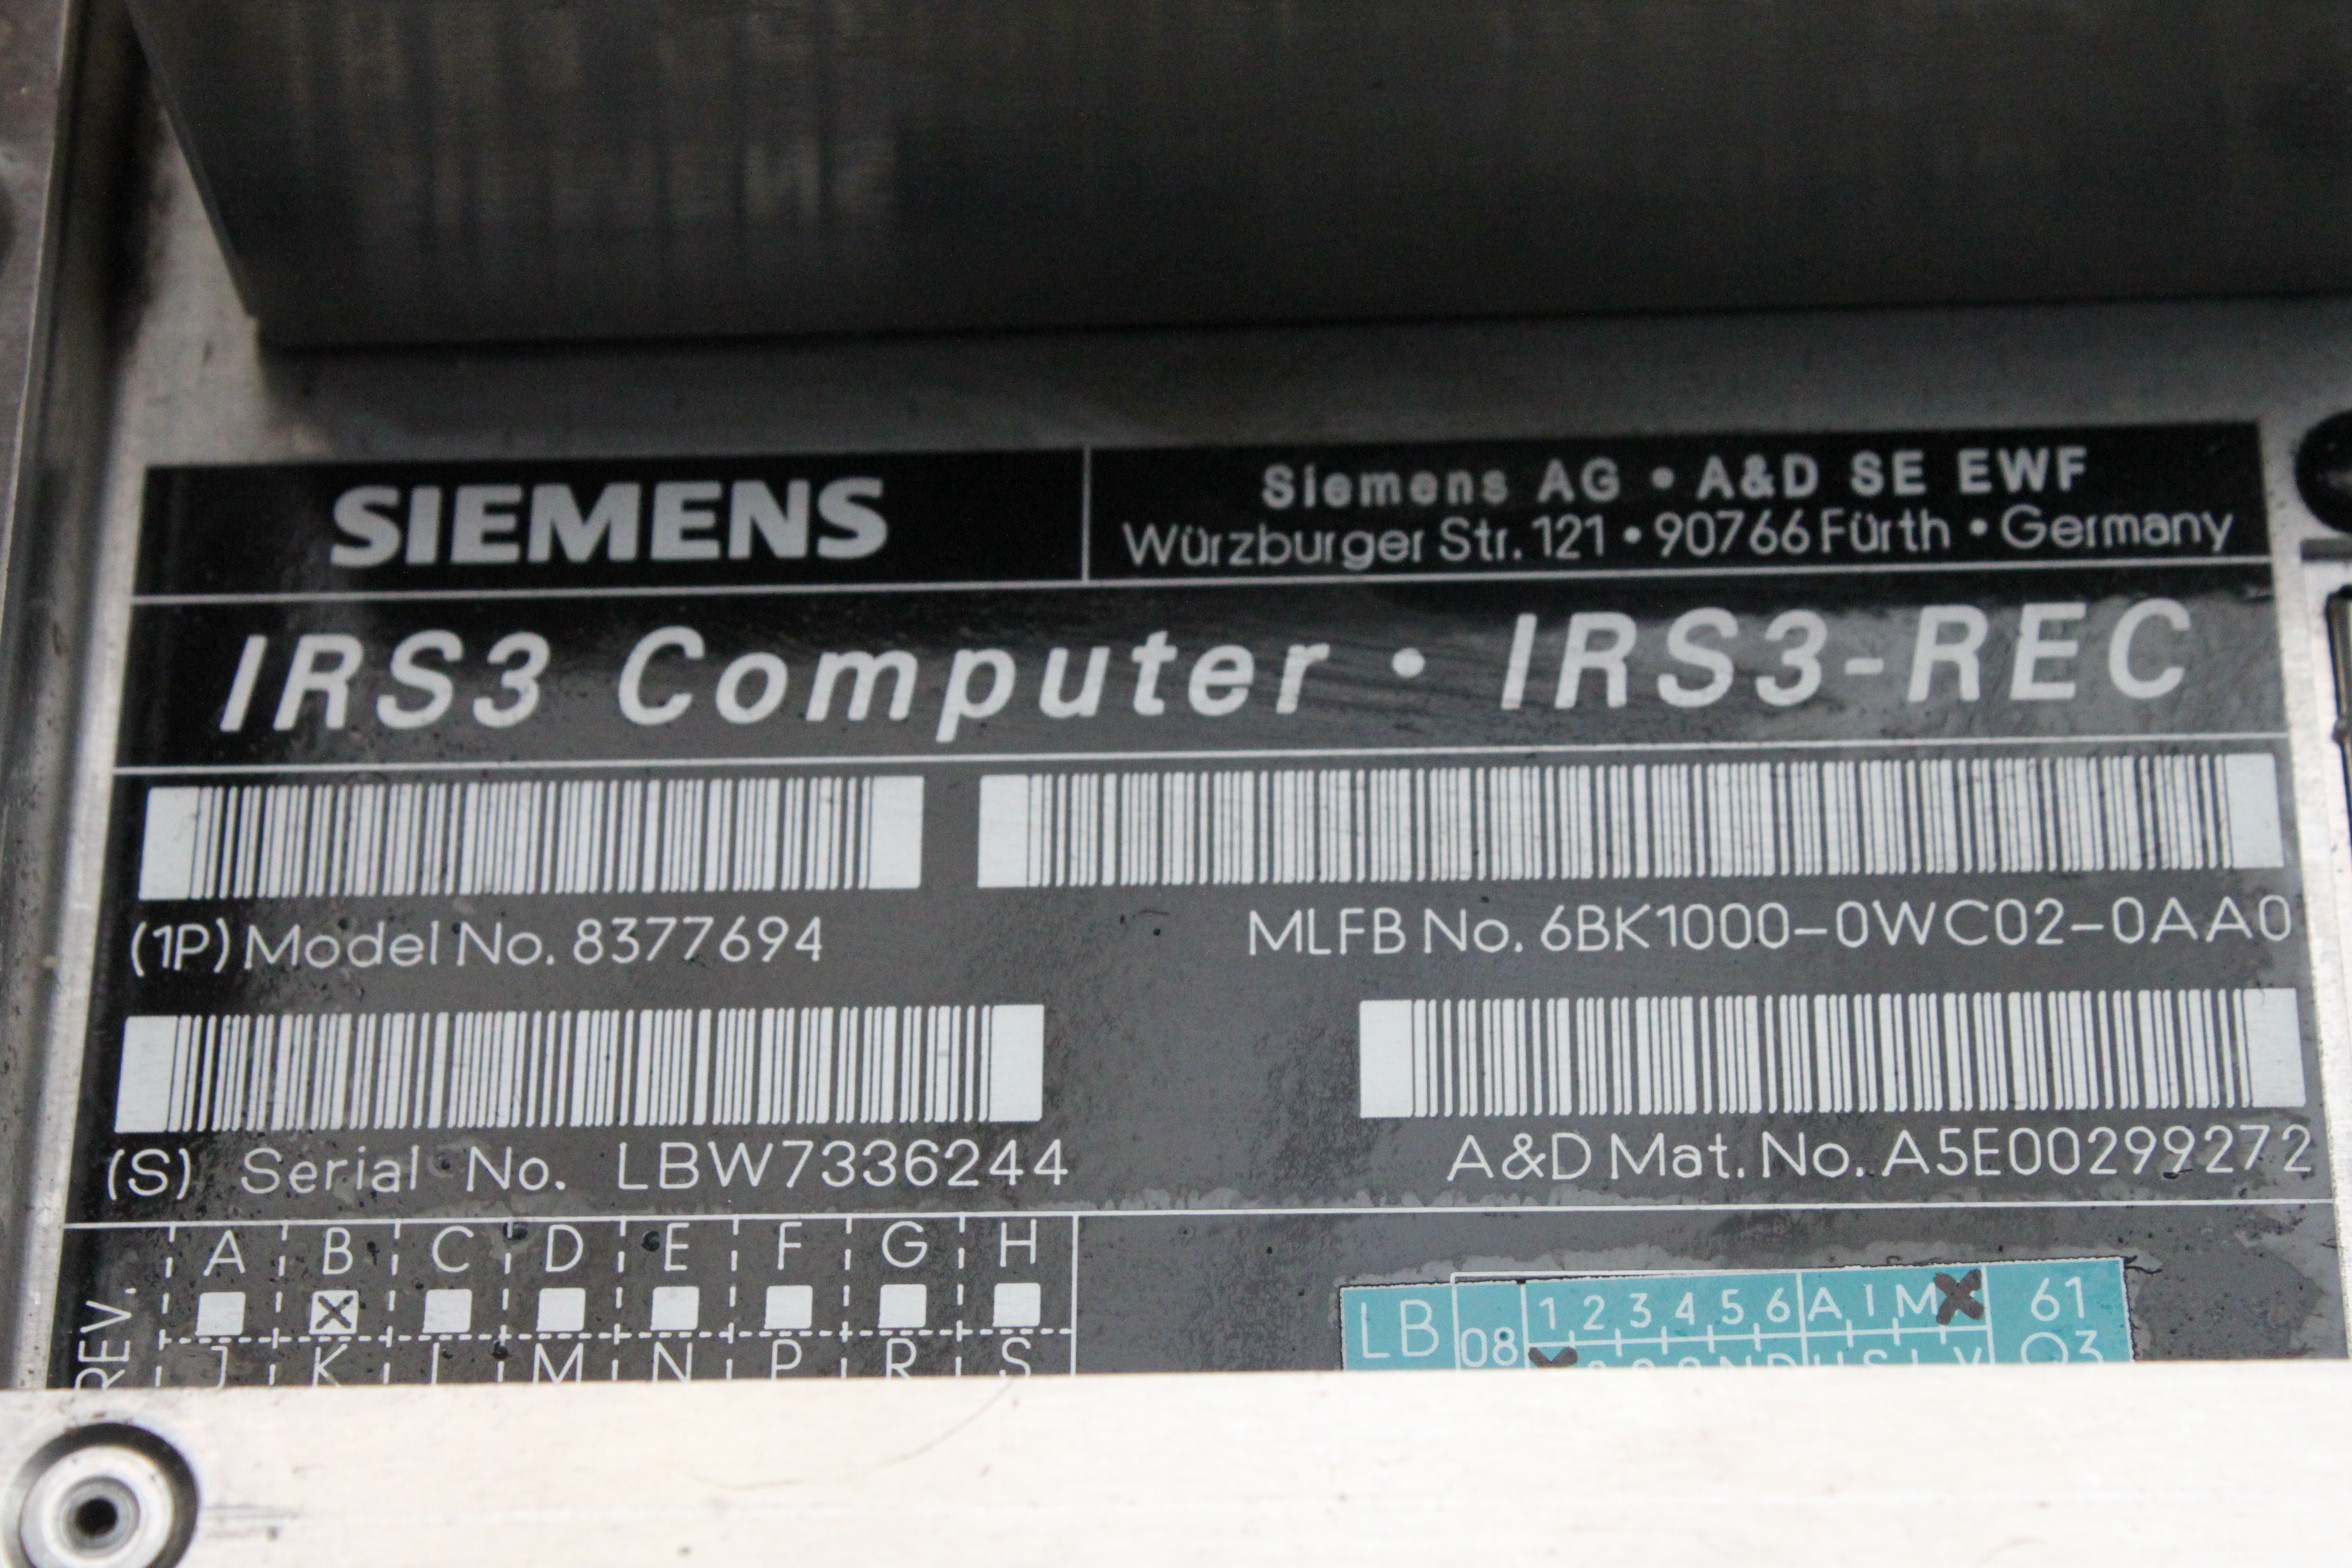 SIEMENS
Siemens AG • A&D SE EWF
Würzburger Str. 121 • 90766 Fürth • Germany
IRS3 Computer • IRS3-REC
(1P) Model No. 8377694
MLFB No. 6BK1000-0WC02-0AA0
(S) Serial No. LBW7336244
A&D Mat. No. A5E00299272
REV.
A B C D E F G H
J K L M N P R S
LB 08
1 2 3 4 5 6 A I M
61
03